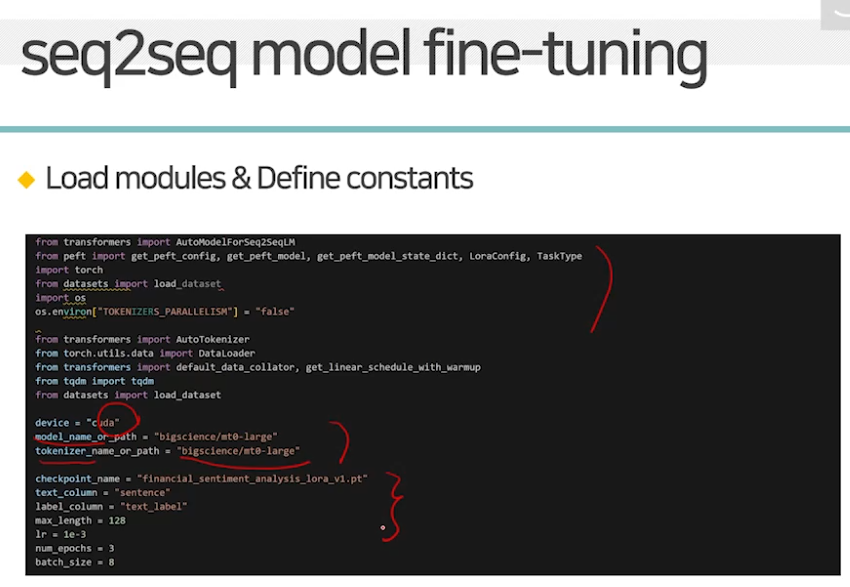 seq2seq model fine-tuning
Load modules & Define constants
from transformers import AutoModelForSeq2SeqLM
from peft import get_peft_config, get_peft_model, get_peft_model_state_dict, LoraConfig, TaskType
import torch
from datasets import load_dataset
import os
os.environ["TOKENIZERS_PARALLELISM"] = "false"
from transformers import AutoTokenizer
from torch.utils.data import DataLoader
from transformers import default_data_collator, get_linear_schedule_with_warmup
from tqdm import tqdm
from datasets import load_dataset
device = "cuda"
model_name_or_path = "bigscience/mt0-large"
tokenizer_name_or_path = "bigscience/mt0-large"
checkpoint_name = "financial_sentiment_analysis_lora_v1.pt"
text_column = "sentence"
label_column = "text_label"
max_length = 128
lr = 1e-3
num_epochs = 3
batch_size = 8